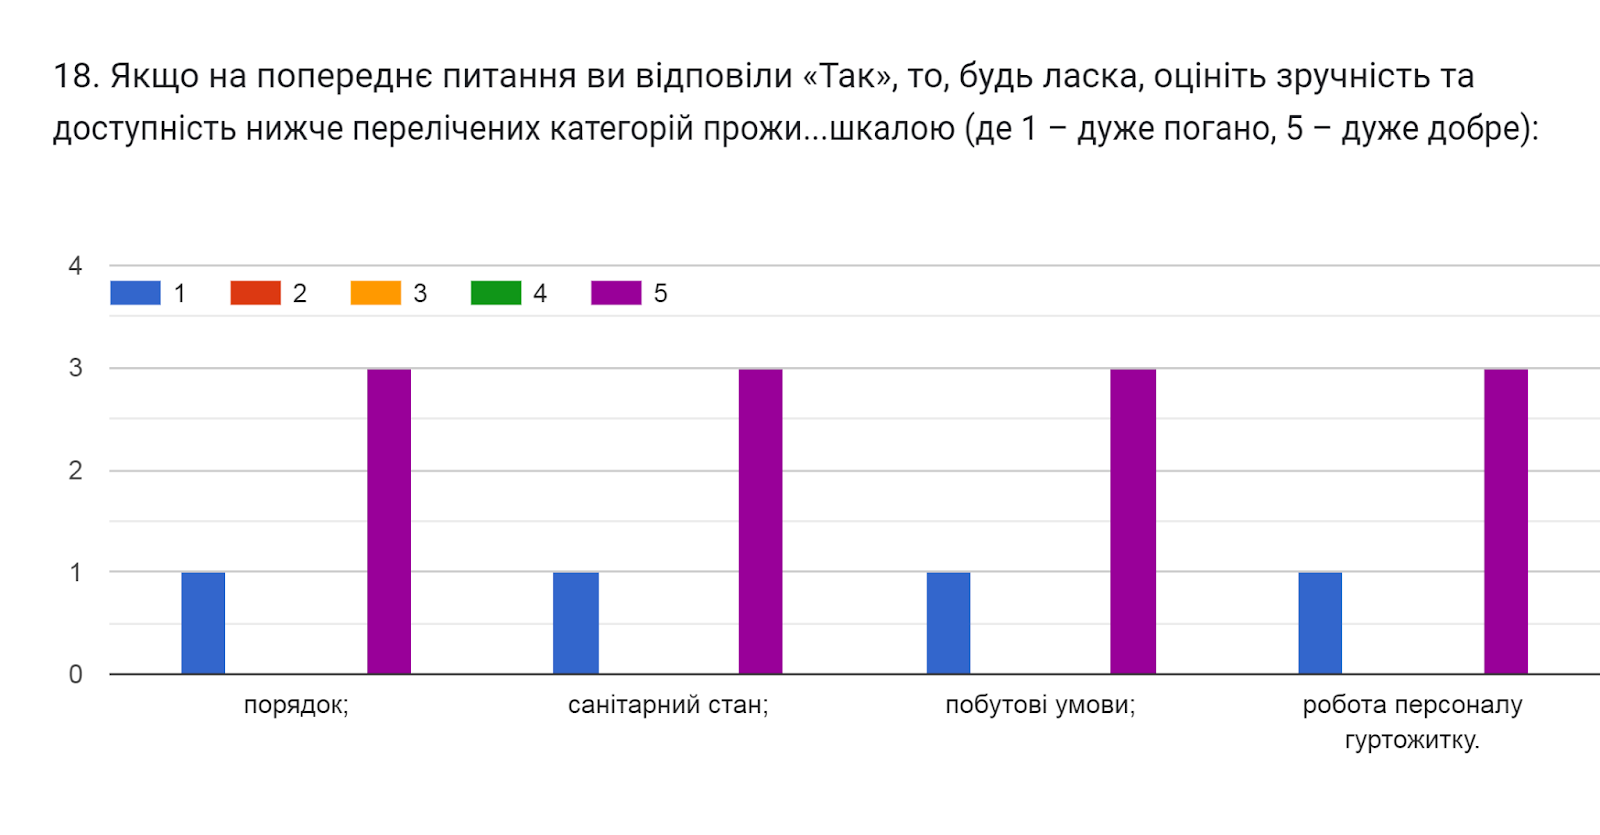 18. Якщо на попереднє питання ви відповіли «Так», то, будь ласка, оцініть зручність та
доступність нижче перелічених категорій прожи...шкалою (де 1 – дуже погано, 5 – дуже добре):
4
1 2 3 4 5
3
2
1
0
порядок; санітарний стан; побутові умови; робота персоналу
гуртожитку.